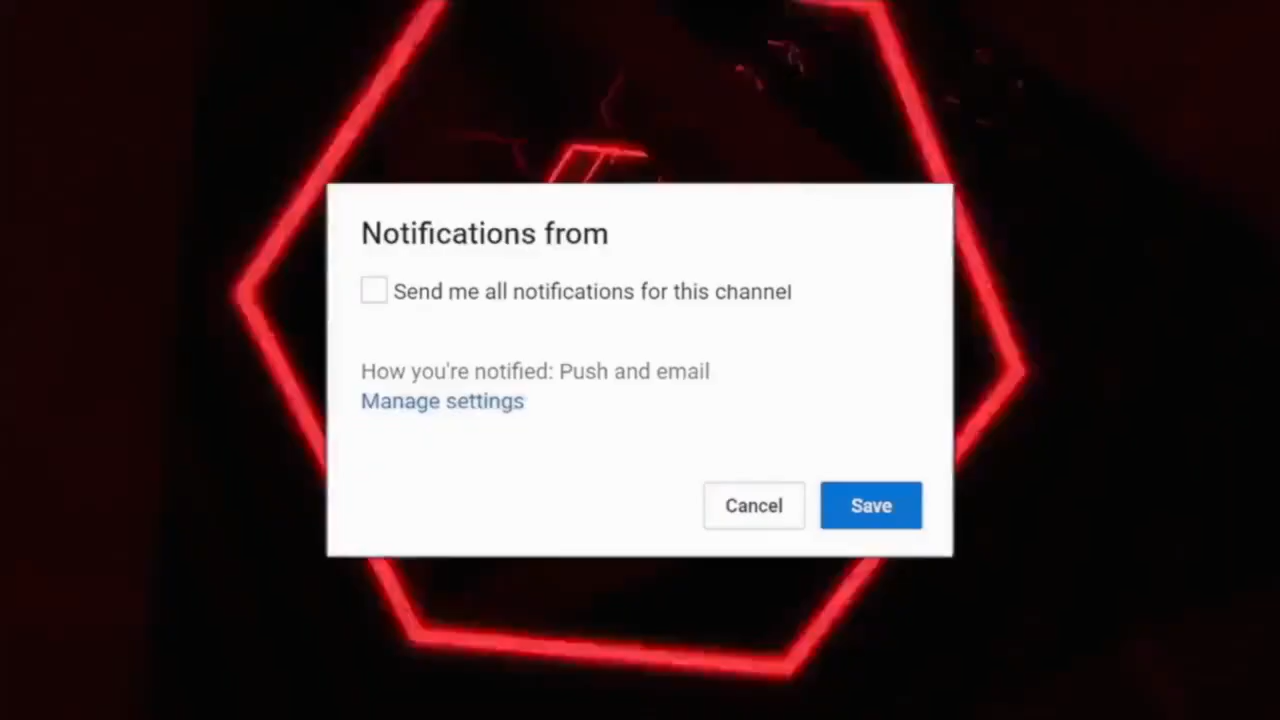 Notifications from
Send me all notifications for this channel
How you're notified: Push and email
Manage settings
Cancel
Save